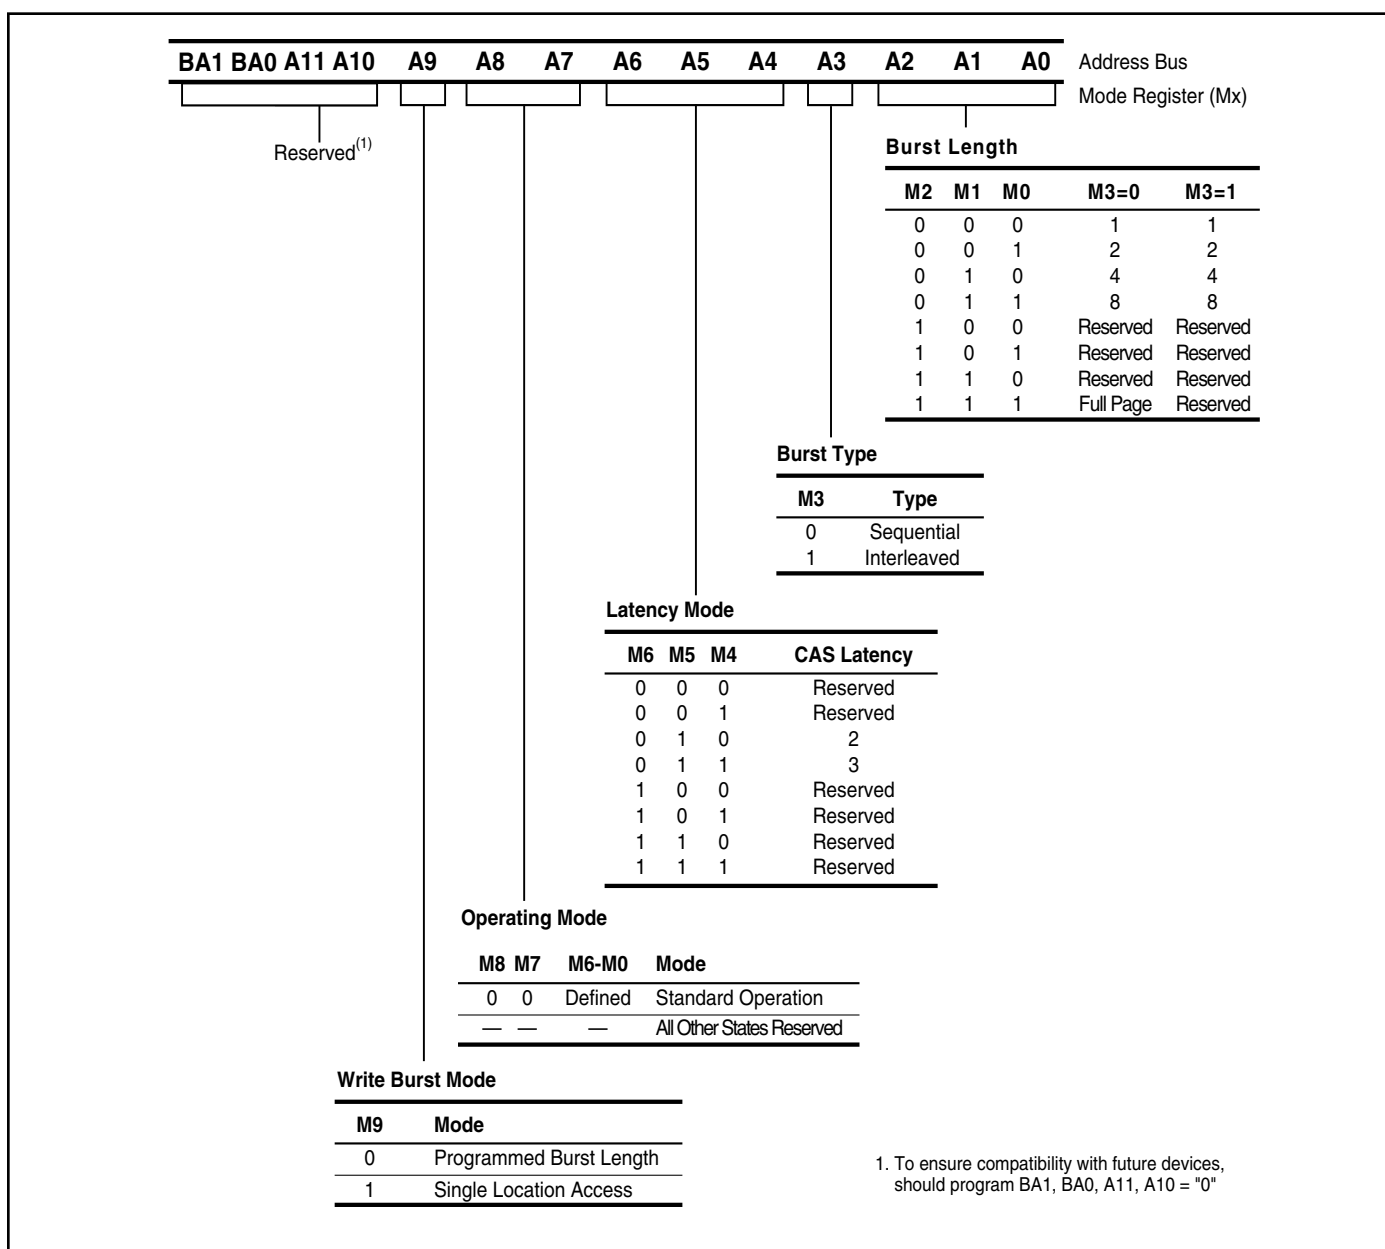 BA1 BA0 A11 A10 A9 A8 A7 A6 A5 A4 A3 A2 A1 A0 Address Bus
Mode Register (Mx)
Reserved(1)
Burst Length
M2 M1 M0 M3=0 M3=1
0 0 0 1 1
0 0 1 2 2
0 1 0 4 4
0 1 1 8 8
1 0 0 Reserved Reserved
1 0 1 Reserved Reserved
1 1 0 Reserved Reserved
1 1 1 Full Page Reserved
Burst Type
M3 Type
0 Sequential
1 Interleaved
Latency Mode
M6 M5 M4 CAS Latency
0 0 0 Reserved
0 0 1 Reserved
0 1 0 2
0 1 1 3
1 0 0 Reserved
1 0 1 Reserved
1 1 0 Reserved
1 1 1 Reserved
Operating Mode
M8 M7 M6-M0 Mode
0 0 Defined Standard Operation
— — — All Other States Reserved
Write Burst Mode
M9 Mode
0 Programmed Burst Length
1 Single Location Access
1. To ensure compatibility with future devices,
should program BA1, BA0, A11, A10 = "0"